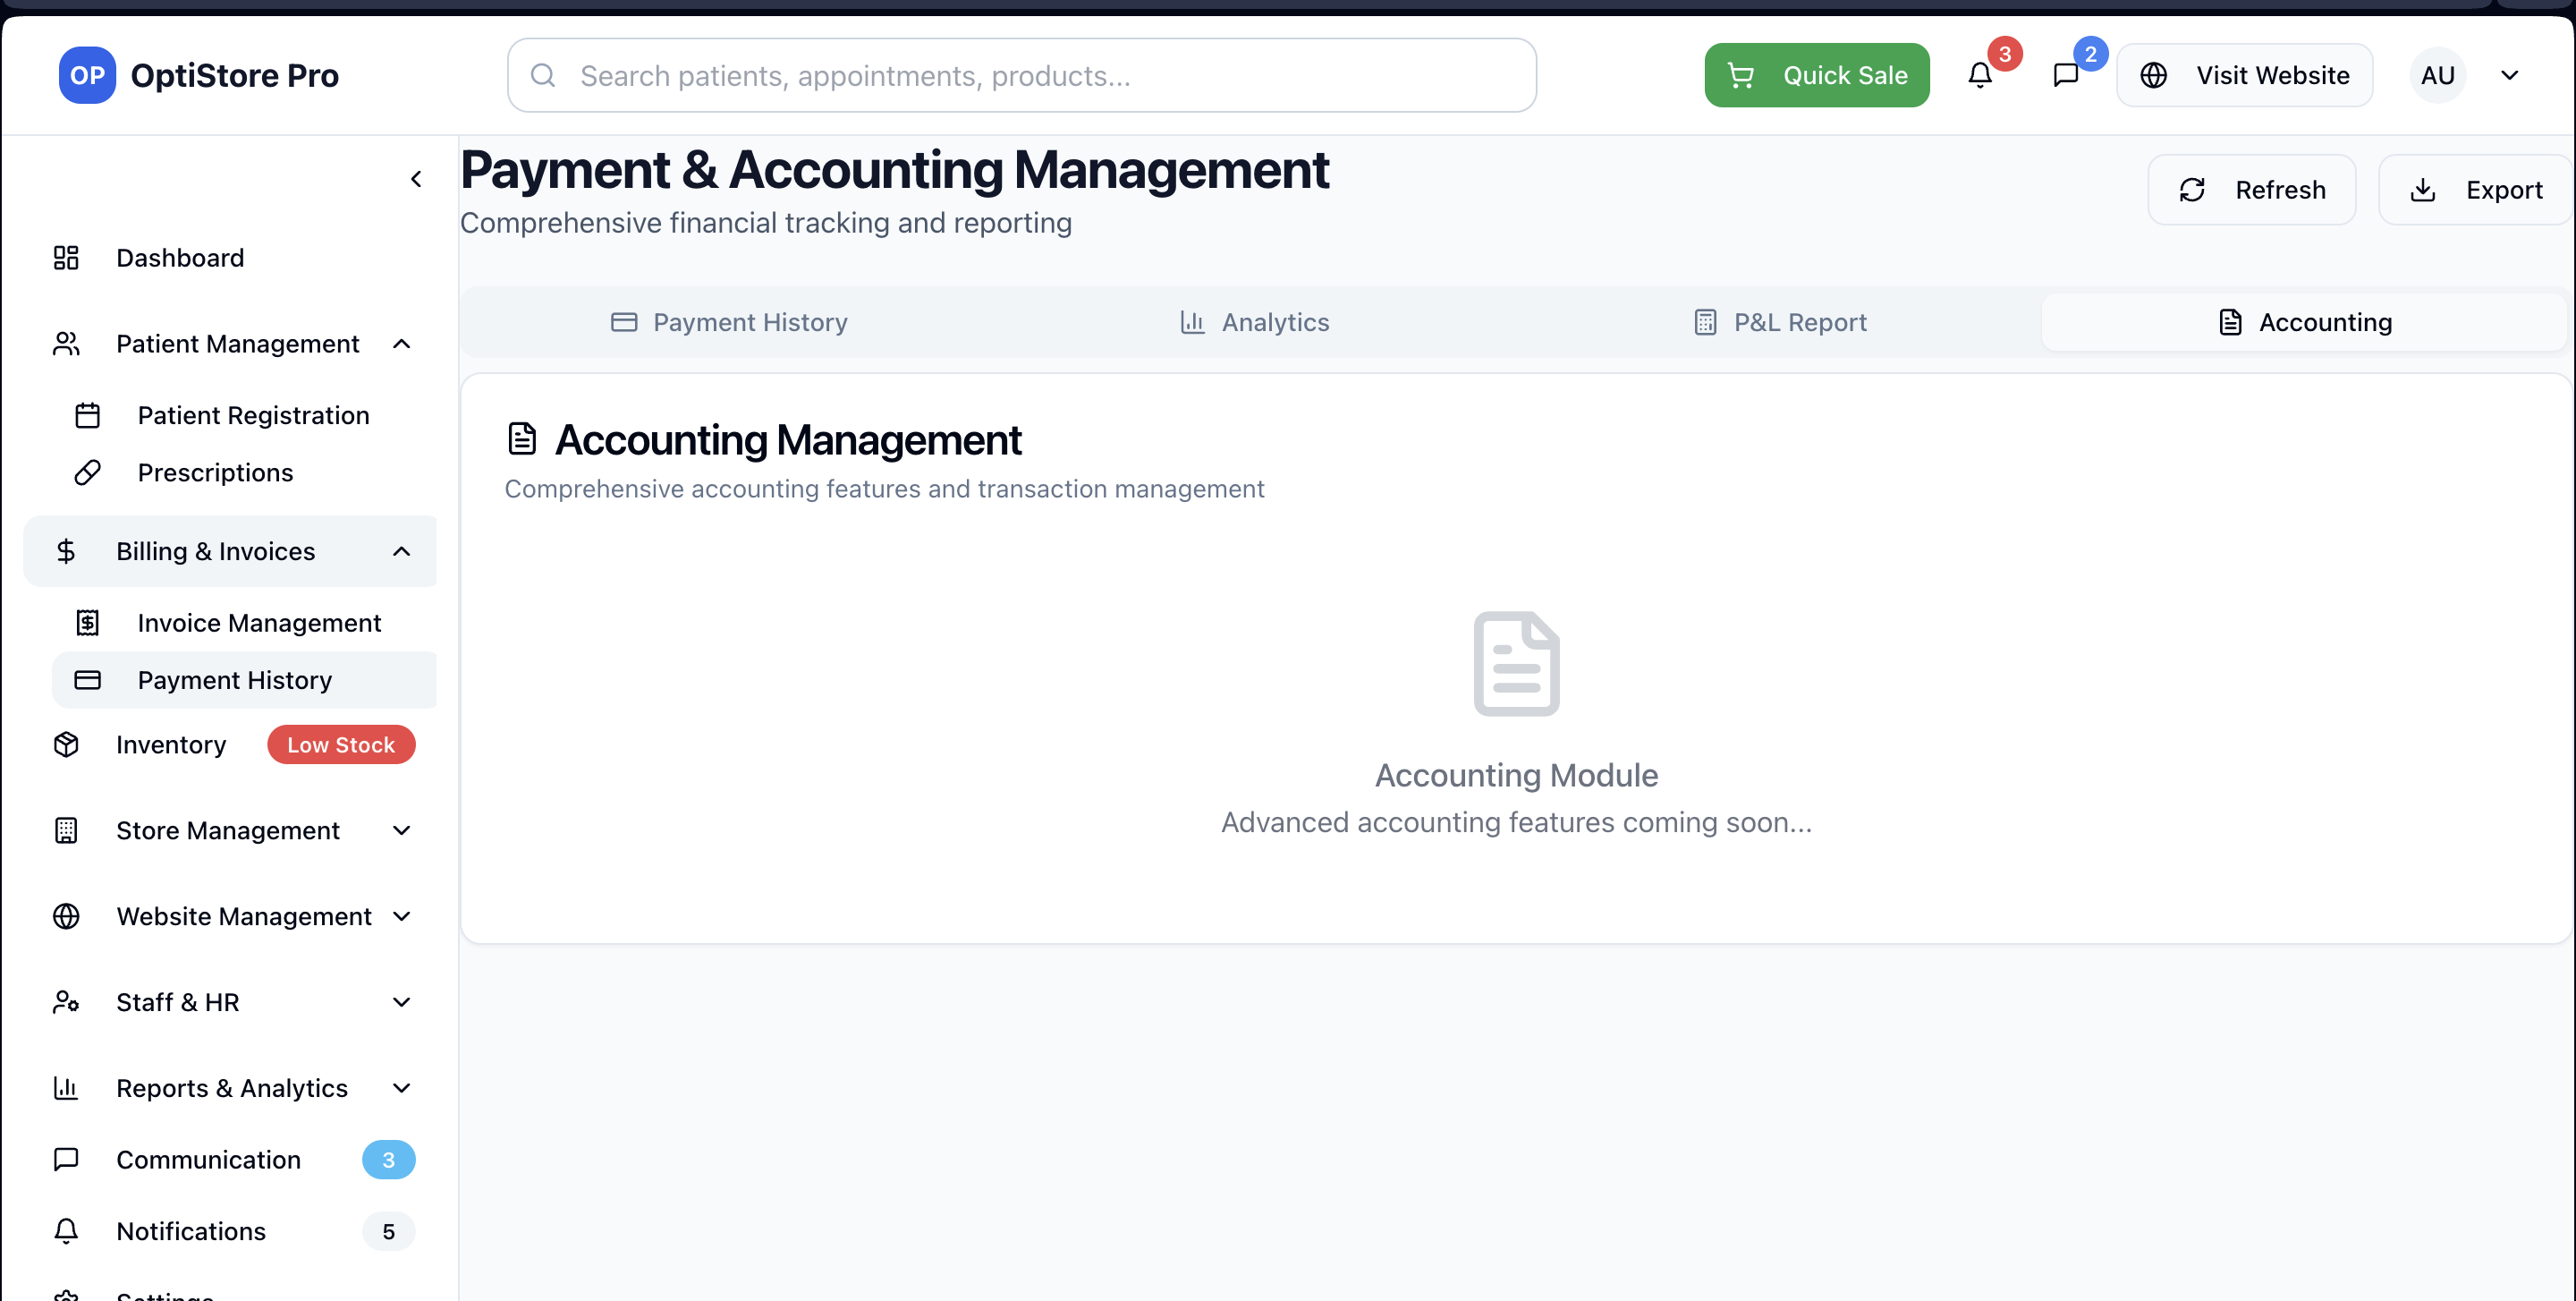 OP OptiStore Pro
Search patients, appointments, products...
Quick Sale
3
2
Visit Website
AU
Dashboard
Patient Management
Patient Registration
Prescriptions
Billing & Invoices
Invoice Management
Payment History
Inventory Low Stock
Store Management
Website Management
Staff & HR
Reports & Analytics
Communication 3
Notifications 5
Payment & Accounting Management
Comprehensive financial tracking and reporting
Refresh
Export
Payment History
Analytics
P&L Report
Accounting
Accounting Management
Comprehensive accounting features and transaction management
Accounting Module
Advanced accounting features coming soon...